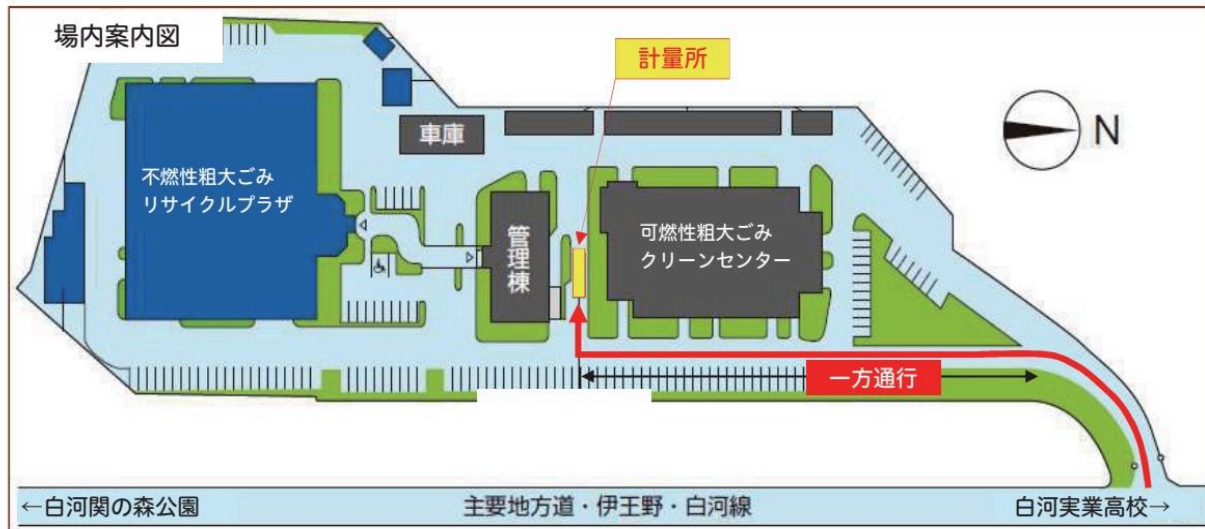 場内案内図
計量所
N
車庫
不燃性粗大ごみ
リサイクルプラザ
管理棟
可燃性粗大ごみ
クリーンセンター
一方通行
←白河関の森公園
主要地方道・伊王野・白河線
白河実業高校→